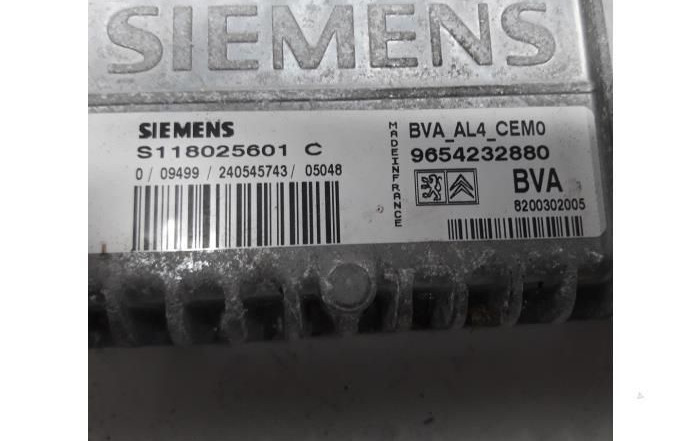 SIEMENS
SIEMENS
S118025601 C
0/ 09499 / 240545743/ 05048
MADEINFRANCE
BVA_AL4_CEM0
9654232880
BVA
8200302005